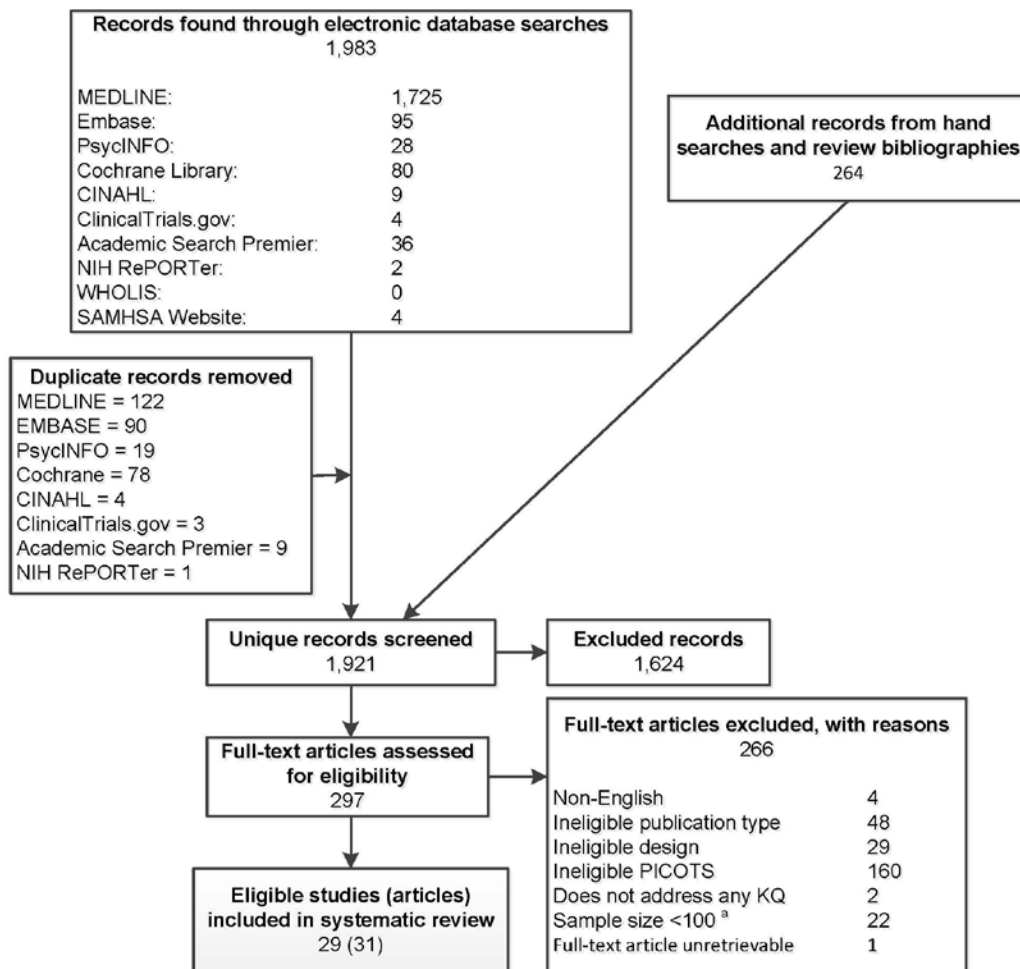 Records found through electronic database searches
1,983
MEDLINE: 1,725
Embase: 95
PsycINFO: 28
Cochrane Library: 80
CINAHL: 9
ClinicalTrials.gov: 4
Academic Search Premier: 36
NIH RePORTer: 2
WHOLIS: 0
SAMHSA Website: 4
Additional records from hand
searches and review bibliographies
264
Duplicate records removed
MEDLINE = 122
EMBASE = 90
PsycINFO = 19
Cochrane = 78
CINAHL = 4
ClinicalTrials.gov = 3
Academic Search Premier = 9
NIH RePORTer = 1
Unique records screened
1,921
Excluded records
1,624
Full-text articles assessed
for eligibility
297
Full-text articles excluded, with reasons
266
Non-English 4
Ineligible publication type 48
Ineligible design 29
Ineligible PICOTS 160
Does not address any KQ 2
Sample size <100 a 22
Full-text article unretrievable 1
Eligible studies (articles)
included in systematic review
29 (31)